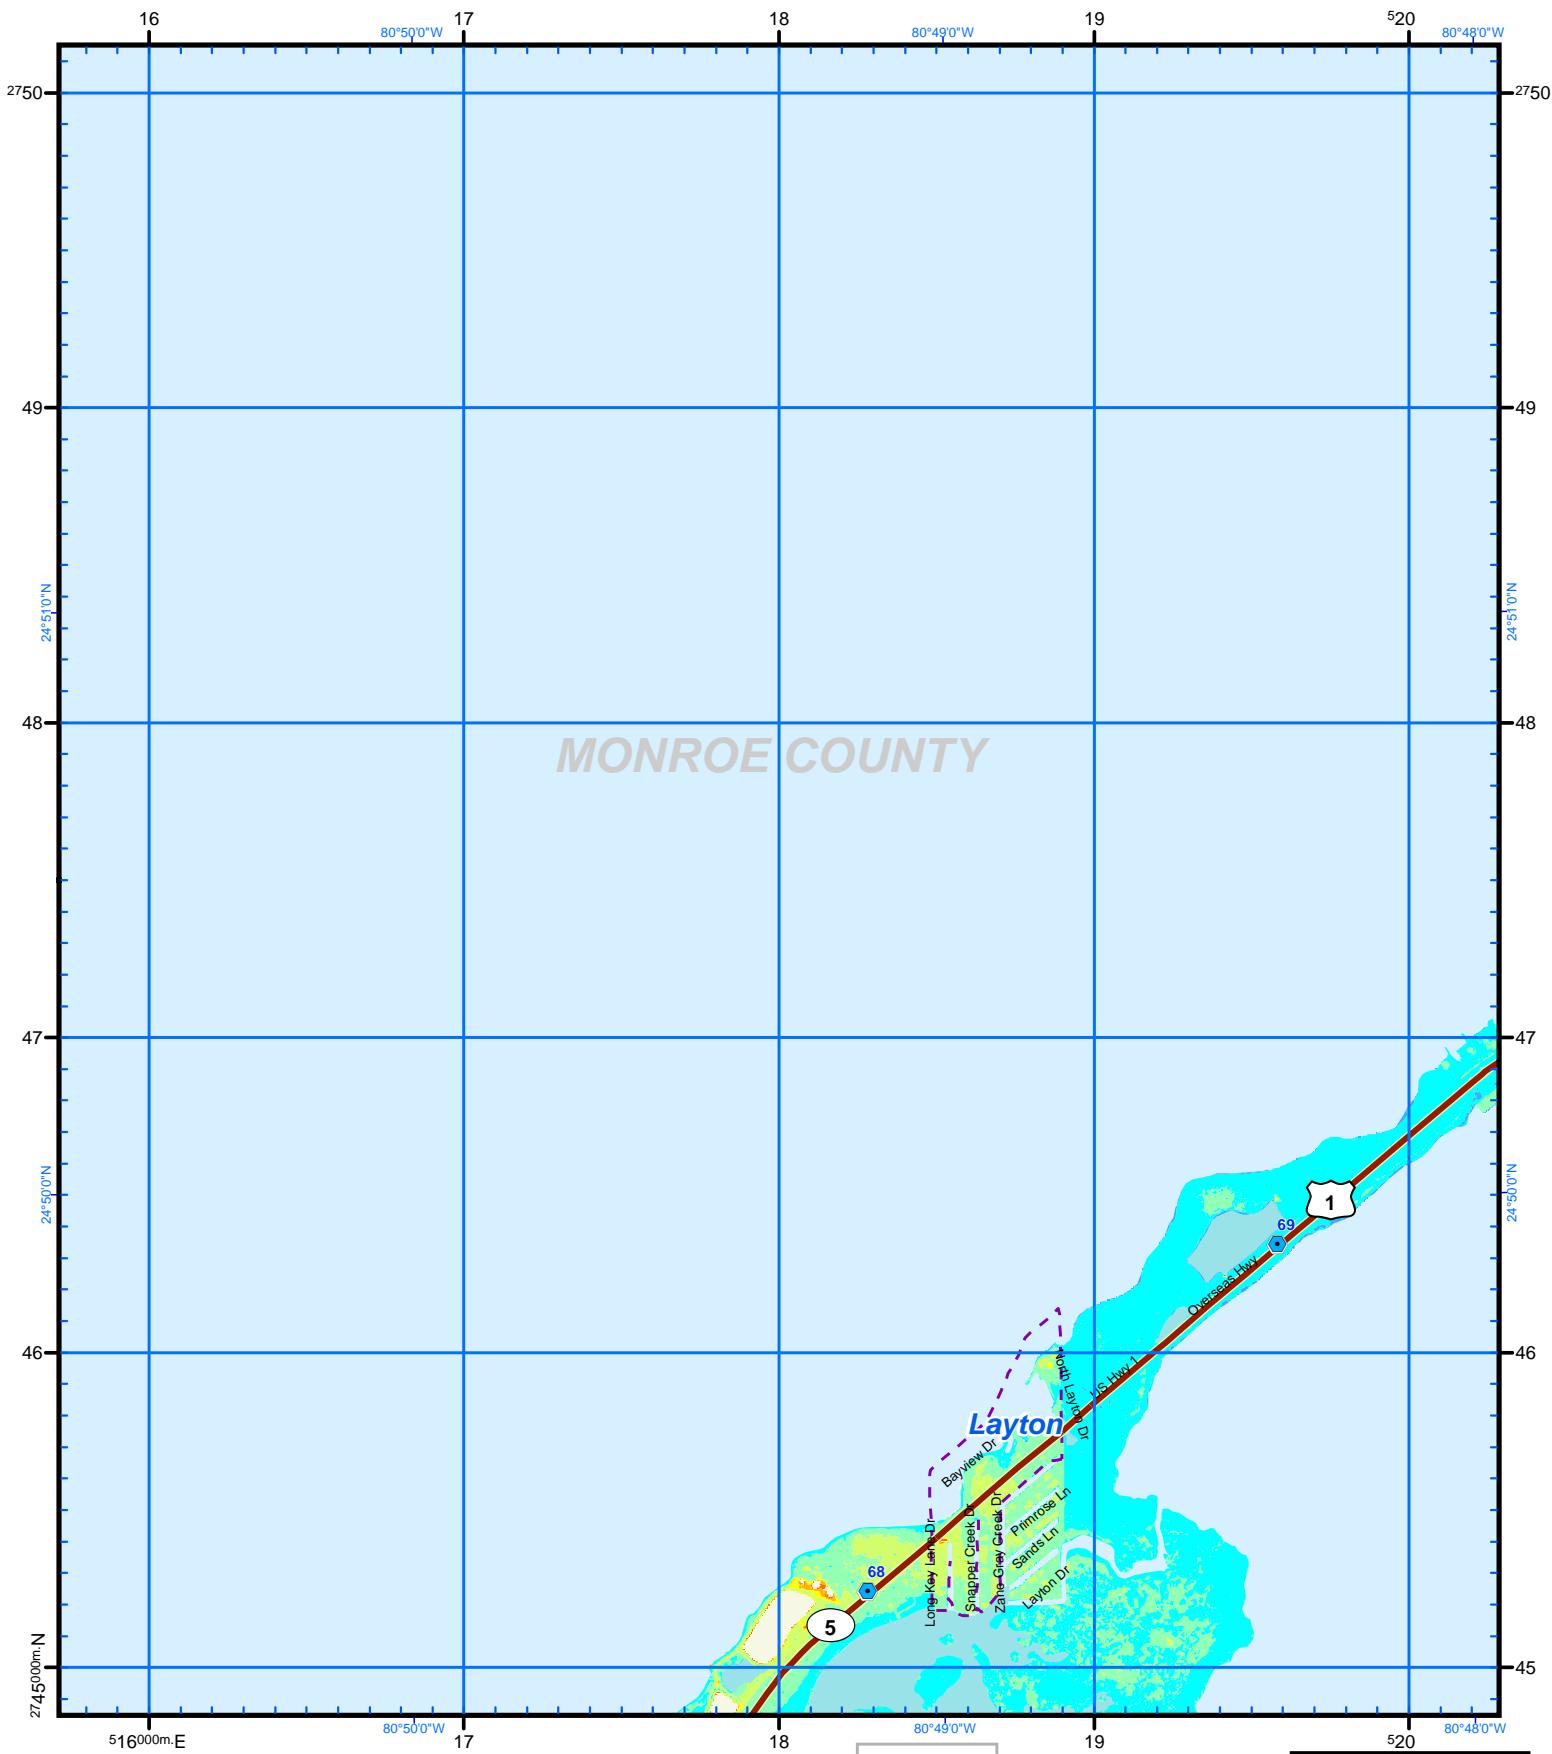 16 17 18 19 520
80°50'0"W 80°49'0"W 80°48'0"W
2750 2750
49 49
24°51'0"N 24°51'0"N
48 48
MONROE COUNTY
47 47
24°50'0"N 24°50'0"N
1
69
Overseas Hwy
46 46
North Layton Dr
US Hwy 1
Layton
Bayview Dr
Primrose Ln
Sands Ln
Layton Dr
Long Key Lane Dr
Snapper Creek Dr
Zane Grey Creek Dr
68
5
2745000m. N 45
80°50'0"W 80°49'0"W 80°48'0"W
516000m. E 17 18 19 520